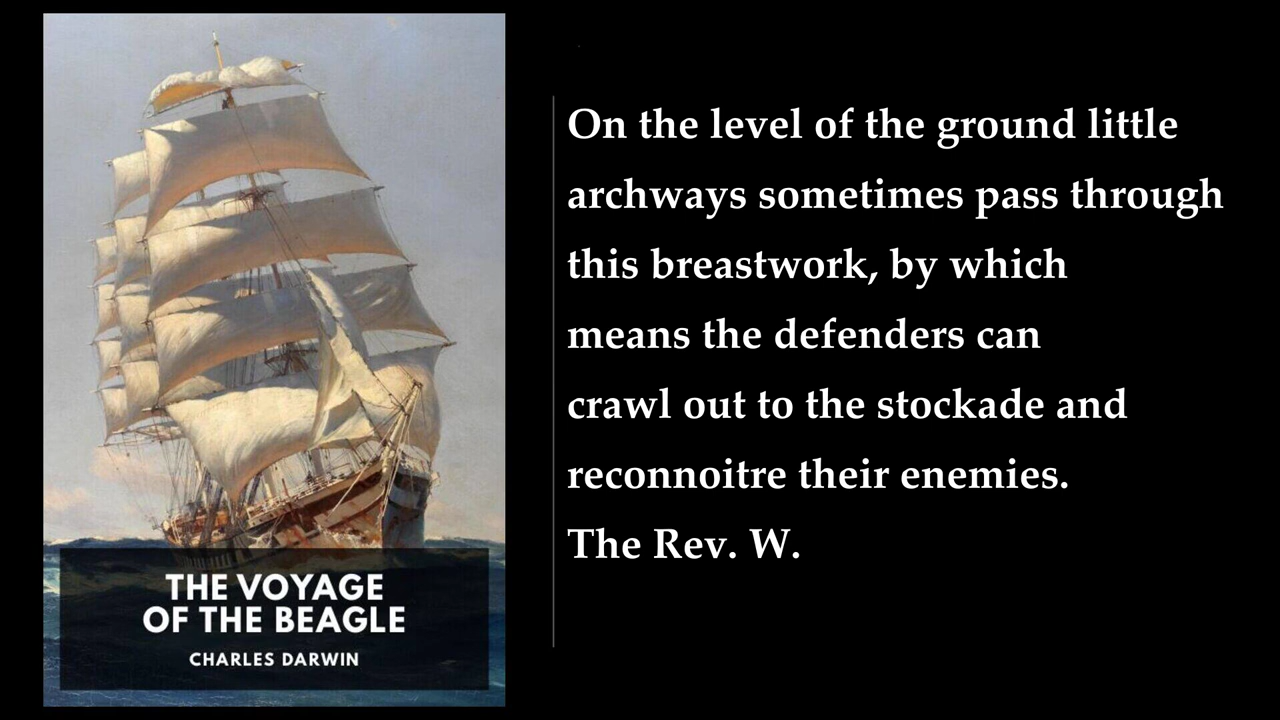 THE VOYAGE
OF THE BEAGLE
CHARLES DARWIN
On the level of the ground little
archways sometimes pass through
this breastwork, by which
means the defenders can
crawl out to the stockade and
reconnoitre their enemies.
The Rev. W.